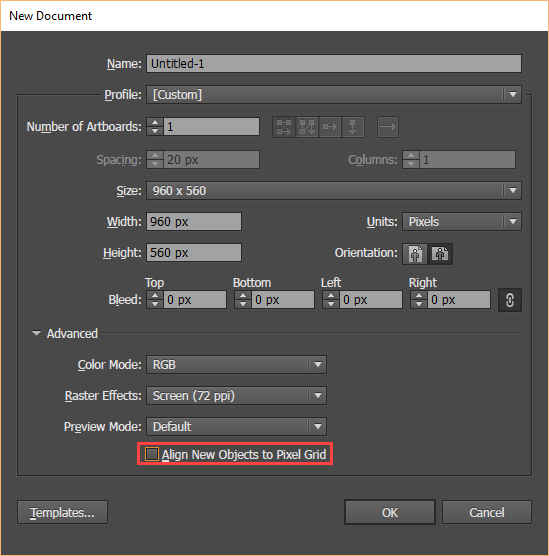 New Document
Name: Untitled-1
Profile: [Custom]
Number of Artboards: 1
Spacing: 20 px Columns: 1
Size: 960 x 560
Width: 960 px Units: Pixels
Height: 560 px Orientation:
Top Bottom Left Right
Bleed: 0 px 0 px 0 px 0 px
Advanced
Color Mode: RGB
Raster Effects: Screen (72 ppi)
Preview Mode: Default
Align New Objects to Pixel Grid
Templates... OK Cancel